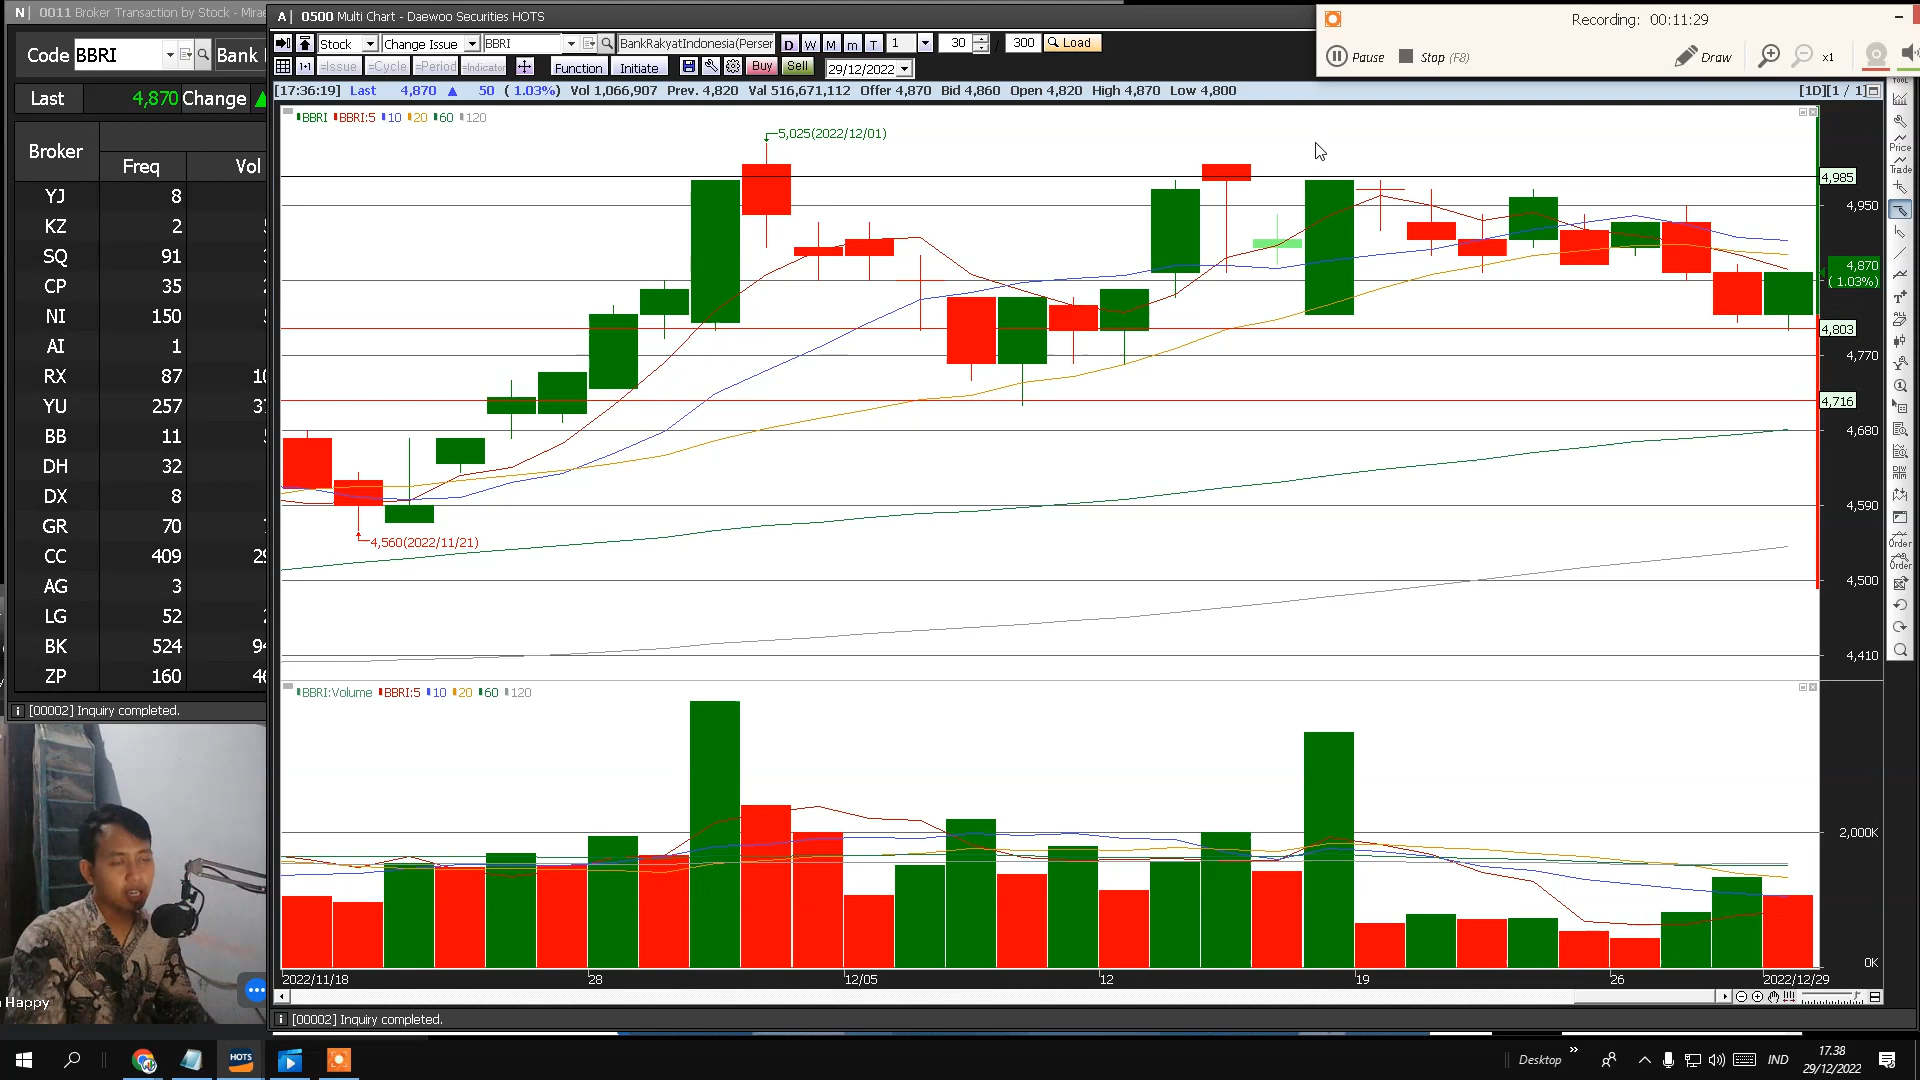 N 0011 Broker Transaction by Stock - Mirae
Code BBRI Bank
Last 4,870 Change ▲
Broker Freq Vol
YJ 8
KZ 2
SQ 91
CP 35
NI 150
AI 1
RX 87
YU 257
BB 11
DH 32
DX 8
GR 70
CC 409
AG 3
LG 52
BK 524
ZP 160
i [00002] Inquiry completed.
A 0500 Multi Chart - Daewoo Securities HOTS
Recording: 00:11:29
Pause Stop (F8) Draw x1
Stock Change Issue BBRI BankRakyatIndonesia(Perser D W M m T 1 30 / 300 Load
1·1 =Issue =Cycle =Period =Indicator Function Initiate Buy Sell 29/12/2022
[17:36:19] Last 4,870 ▲ 50 ( 1.03%) Vol 1,066,907 Prev. 4,820 Val 516,671,112 Offer 4,870 Bid 4,860 Open 4,820 High 4,870 Low 4,800 [1D][1 / 1]
BBRI BBRI:5 10 20 60 120
5,025(2022/12/01)
4,560(2022/11/21)
4,985
4,950
4,870
( 1.03%)
4,803
4,770
4,716
4,680
4,590
4,500
4,410
BBRI:Volume BBRI:5 10 20 60 120
2,000K
0K
2022/11/18 28 12/05 12 19 26 2022/12/29
i [00002] Inquiry completed.
TOOL
Price
Trade
Order
Order
Happy
HOTS
Desktop IND 17.38
29/12/2022